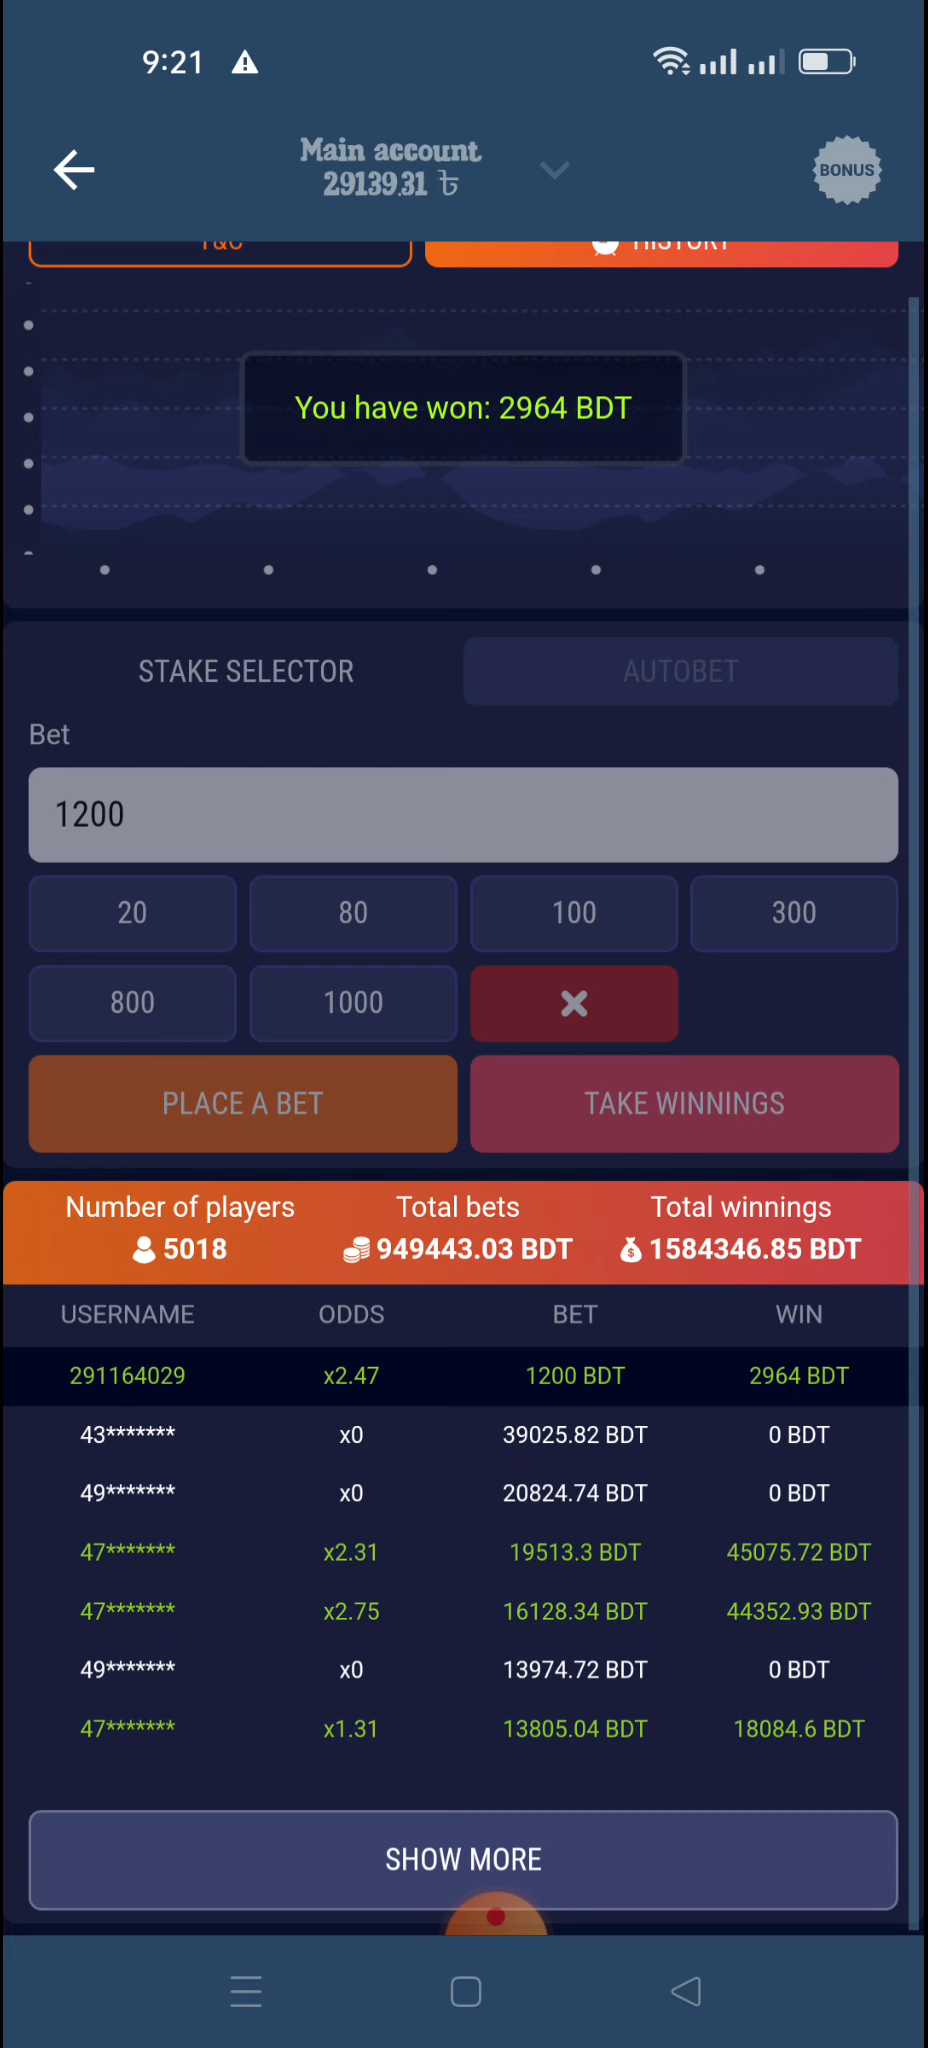 9:21
Main account
29139.31 ৳
BONUS
T&C
HISTORY
You have won: 2964 BDT
STAKE SELECTOR
AUTOBET
Bet
1200
20 80 100 300
800 1000
PLACE A BET
TAKE WINNINGS
Number of players Total bets Total winnings
5018 949443.03 BDT 1584346.85 BDT
USERNAME ODDS BET WIN
291164029 x2.47 1200 BDT 2964 BDT
43******* x0 39025.82 BDT 0 BDT
49******* x0 20824.74 BDT 0 BDT
47******* x2.31 19513.3 BDT 45075.72 BDT
47******* x2.75 16128.34 BDT 44352.93 BDT
49******* x0 13974.72 BDT 0 BDT
47******* x1.31 13805.04 BDT 18084.6 BDT
SHOW MORE